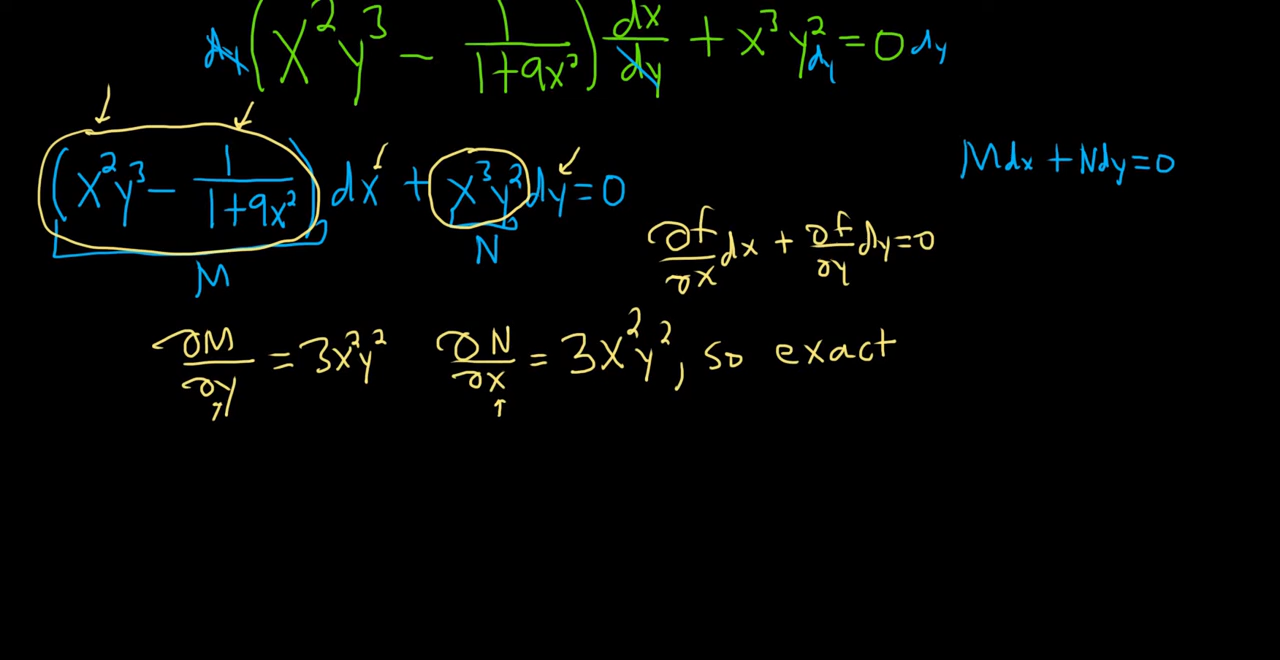 dy(x²y³ − 1/(1+9x²)) dx/dy + x³y² dy = 0 dy
(x²y³ − 1/(1+9x²)) dx + x³y² dy = 0
Mdx + Ndy = 0
M
N
∂f/∂x dx + ∂f/∂y dy = 0
∂M/∂y = 3x²y² ∂N/∂x = 3x²y², so exact